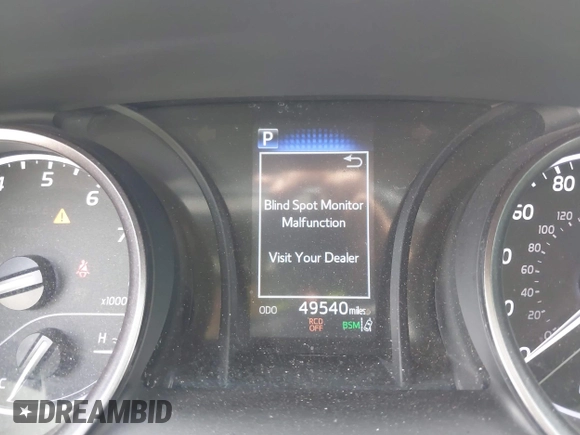 P
Blind Spot Monitor
Malfunction
Visit Your Dealer
ODO 49540 miles
RCD
OFF
BSM
4 5 6 7
x1000
H
C
80
60
120
100
80
60
40
20
0
DREAMBID